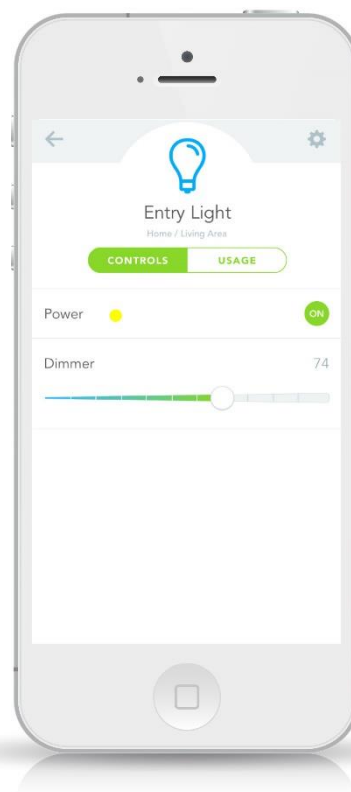 Entry Light
Home / Living Area
CONTROLS USAGE
Power ON
Dimmer 74